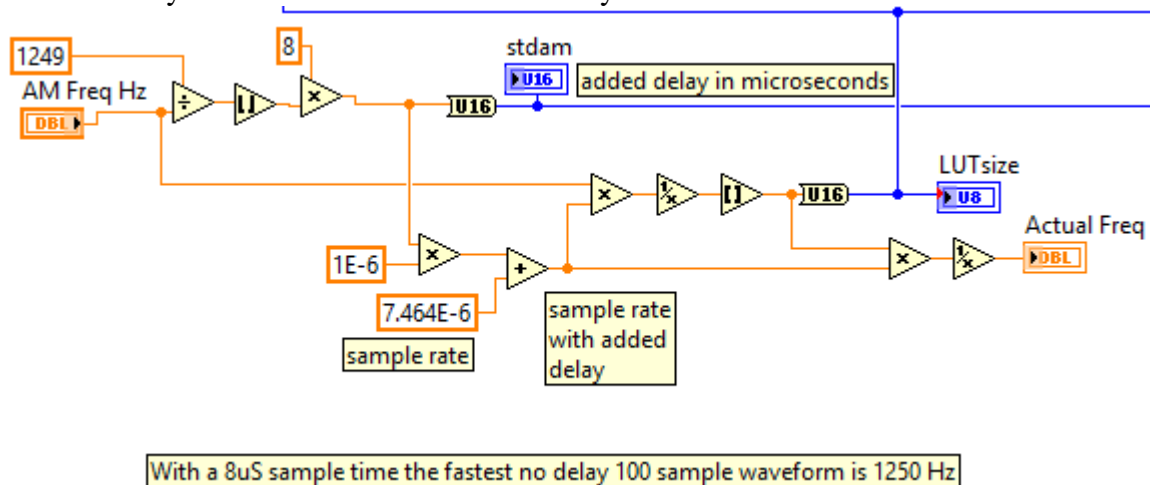 1249
8
stdam
AM Freq Hz
U16
added delay in microseconds
DBL
U16
LUTsize
U16
U8
Actual Freq
1E-6
DBL
7.464E-6
sample rate
with added
delay
sample rate
With a 8uS sample time the fastest no delay 100 sample waveform is 1250 Hz